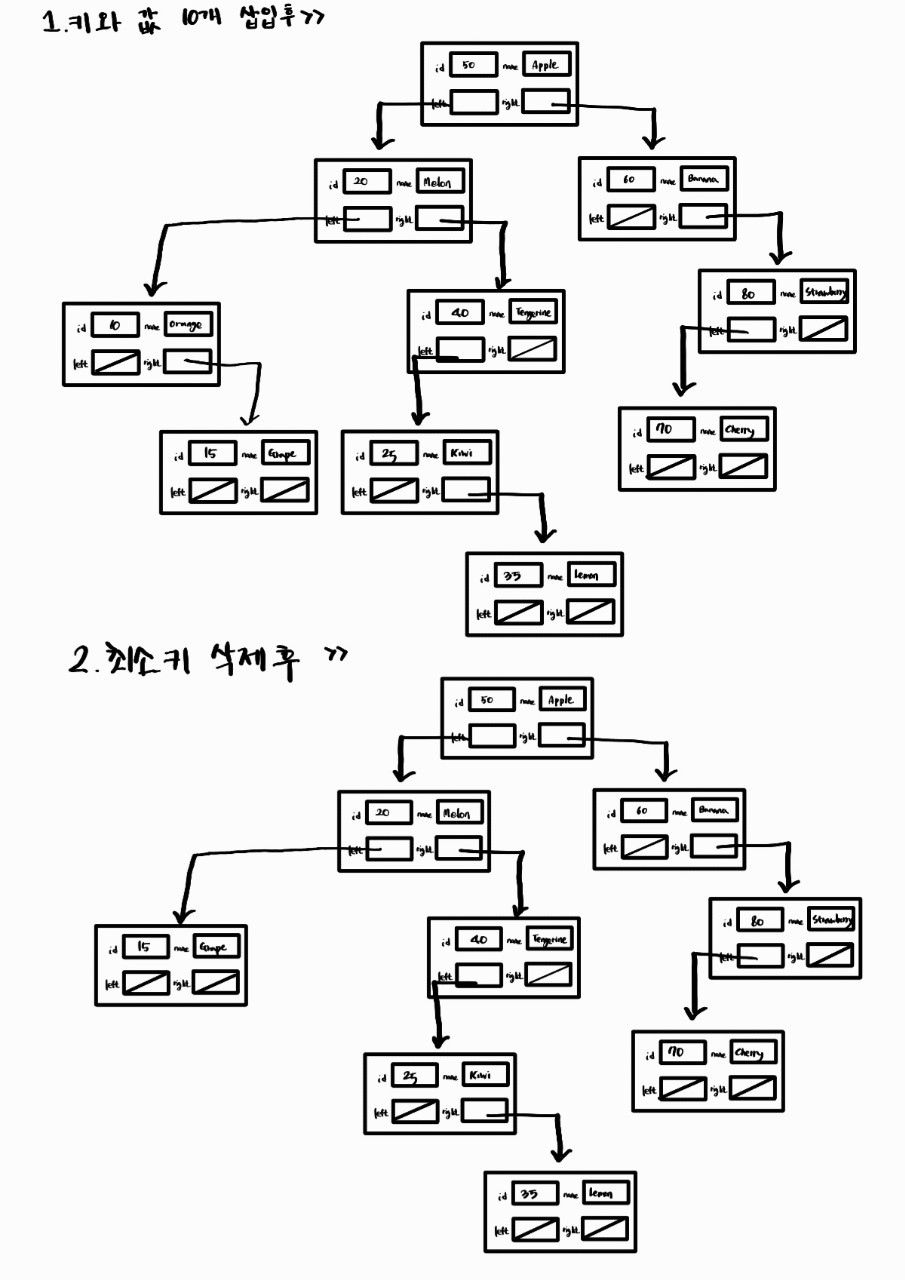 1. 키와 값 10개 삽입 후 >>
id 50 name Apple
left right
id 20 name Melon
left right
id 60 name Banana
left right
id 10 name Orange
left right
id 40 name Tengerine
left right
id 80 name Strawberry
left right
id 15 name Grape
left right
id 25 name Kiwi
left right
id 70 name Cherry
left right
id 35 name Lemon
left right
2. 최소키 삭제 후 >>
id 50 name Apple
left right
id 20 name Melon
left right
id 60 name Banana
left right
id 15 name Grape
left right
id 40 name Tengerine
left right
id 80 name Strawberry
left right
id 25 name Kiwi
left right
id 70 name Cherry
left right
id 35 name Lemon
left right